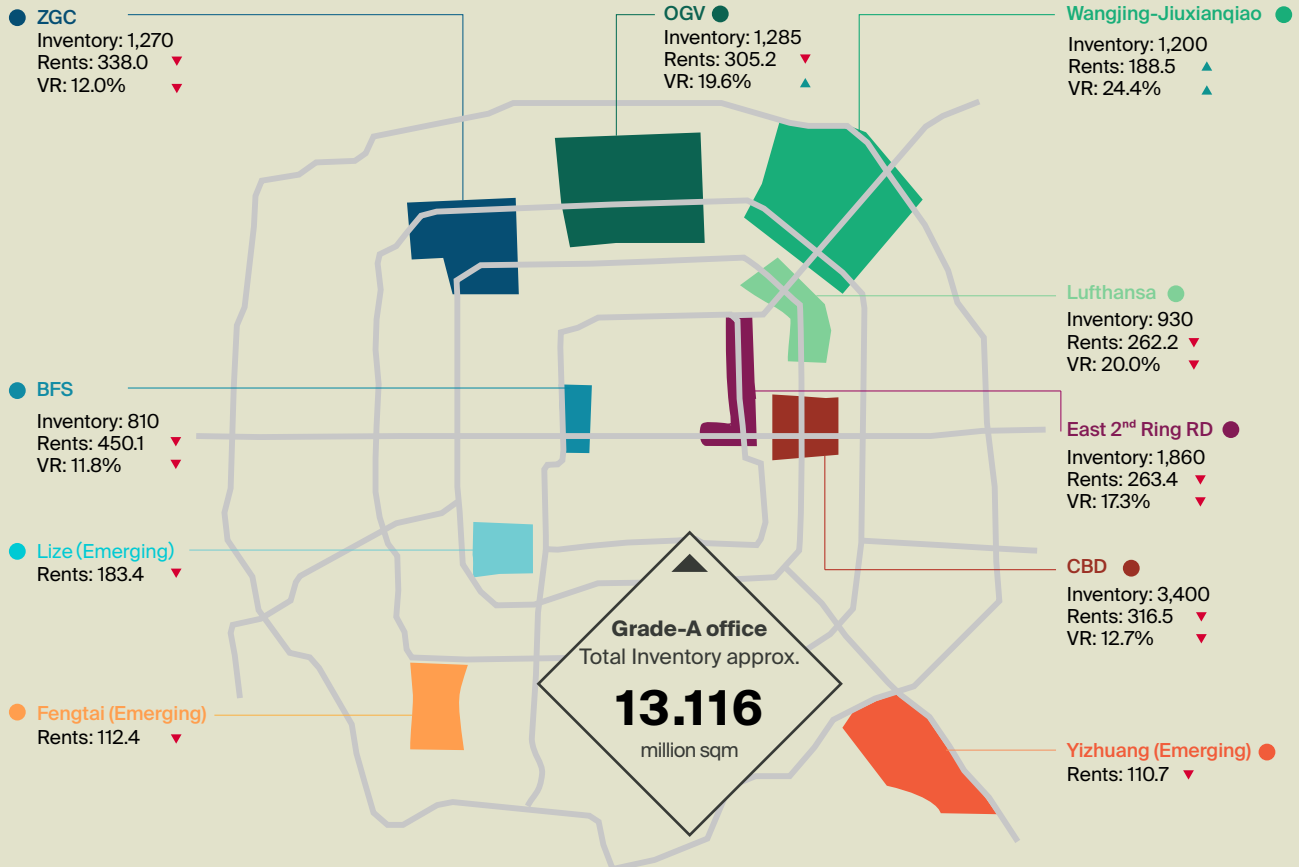 ZGC
Inventory: 1,270
Rents: 338.0 ▼
VR: 12.0% ▼
OGV
Inventory: 1,285
Rents: 305.2 ▼
VR: 19.6% ▲
Wangjing-Jiuxianqiao
Inventory: 1,200
Rents: 188.5 ▲
VR: 24.4% ▲
Lufthansa
Inventory: 930
Rents: 262.2 ▼
VR: 20.0% ▼
BFS
Inventory: 810
Rents: 450.1 ▼
VR: 11.8% ▼
East 2nd Ring RD
Inventory: 1,860
Rents: 263.4 ▼
VR: 17.3% ▼
Lize (Emerging)
Rents: 183.4 ▼
CBD
Inventory: 3,400
Rents: 316.5 ▼
VR: 12.7% ▼
Grade-A office
Total Inventory approx.
13.116
million sqm
Fengtai (Emerging)
Rents: 112.4 ▼
Yizhuang (Emerging)
Rents: 110.7 ▼